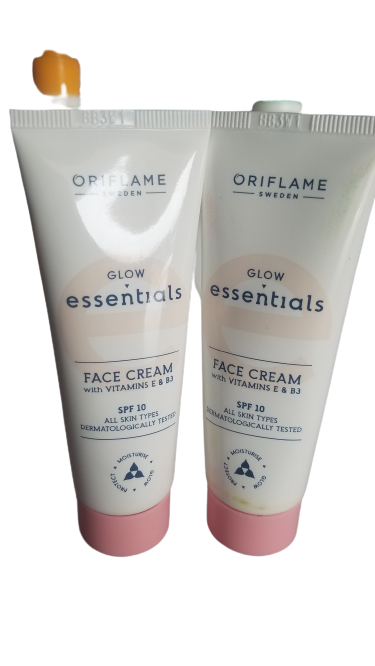 ORIFLAME
SWEDEN
GLOW
essentials
FACE CREAM
with VITAMINS E & B3
SPF 10
ALL SKIN TYPES
DERMATOLOGICALLY TESTED
MOISTURISE
GLOW
PROTECT
ORIFLAME
SWEDEN
GLOW
essentials
FACE CREAM
with VITAMINS E & B3
SPF 10
ALL SKIN TYPES
DERMATOLOGICALLY TESTED
MOISTURISE
GLOW
PROTECT